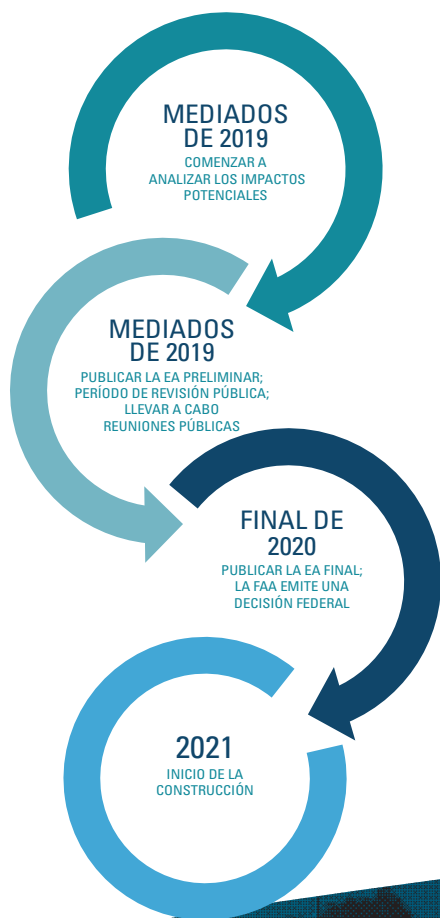 MEDIADOS
DE 2019
COMENZAR A
ANALIZAR LOS IMPACTOS
POTENCIALES
MEDIADOS
DE 2019
PUBLICAR LA EA PRELIMINAR;
PERÍODO DE REVISIÓN PÚBLICA;
LLEVAR A CABO
REUNIONES PÚBLICAS
FINAL DE
2020
PUBLICAR LA EA FINAL;
LA FAA EMITE UNA
DECISIÓN FEDERAL
2021
INICIO DE LA
CONSTRUCCIÓN